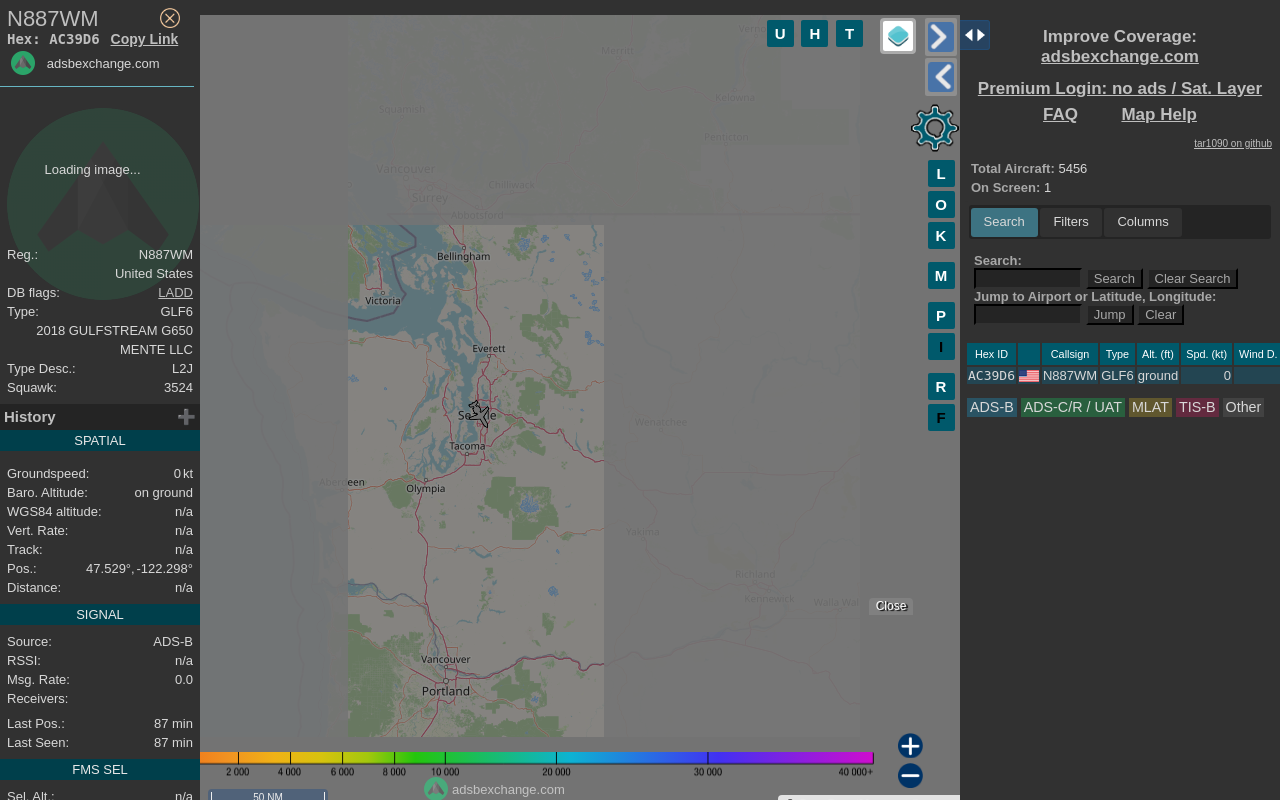 N887WM
Hex: AC39D6 Copy Link
adsbexchange.com
Loading image...
Reg.: N887WM
United States
DB flags: LADD
Type: GLF6
2018 GULFSTREAM G650
MENTE LLC
Type Desc.: L2J
Squawk: 3524
History
SPATIAL
Groundspeed: 0 kt
Baro. Altitude: on ground
WGS84 altitude: n/a
Vert. Rate: n/a
Track: n/a
Pos.: 47.529°, -122.298°
Distance: n/a
SIGNAL
Source: ADS-B
RSSI: n/a
Msg. Rate: 0.0
Receivers:
Last Pos.: 87 min
Last Seen: 87 min
FMS SEL
Sel. Alt.: n/a
U H T
L
O
K
M
P
I
R
F
Merritt
Kelowna
Squamish
Penticton
Vancouver
Chilliwack
Surrey
Abbotsford
Bellingham
Victoria
Everett
Wenatchee
Tacoma
Aberdeen
Olympia
Yakima
Richland
Kennewick
Vancouver
Portland
Close
2 000 4 000 6 000 8 000 10 000 20 000 30 000 40 000+
adsbexchange.com
50 NM
Improve Coverage:
adsbexchange.com
Premium Login: no ads / Sat. Layer
FAQ Map Help
tar1090 on github
Total Aircraft: 5456
On Screen: 1
Search Filters Columns
Search:
Search Clear Search
Jump to Airport or Latitude, Longitude:
Jump Clear
Hex ID Callsign Type Alt. (ft) Spd. (kt) Wind D.
AC39D6 N887WM GLF6 ground 0
ADS-B ADS-C/R / UAT MLAT TIS-B Other